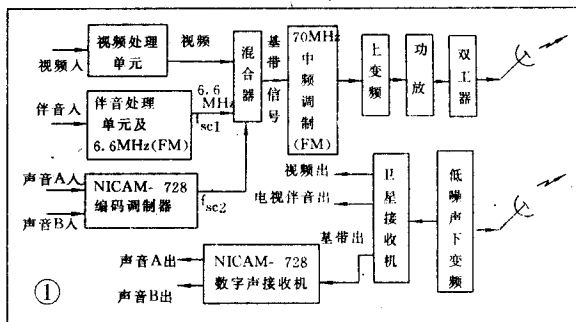 视频入
视频处理
单元
视频
伴音入
伴音处理
单元及
6.6MHz(FM)
6.6
MHz
fsc1
声音A入
声音B入
NICAM-728
编码调制器
fsc2
混合器
基带信号
70MHz
中频调制
(FM)
上变频
功放
双工器
低噪声下变频
卫星接收机
视频出
电视伴音出
基带出
NICAM-728
数字声接收机
声音A出
声音B出
①